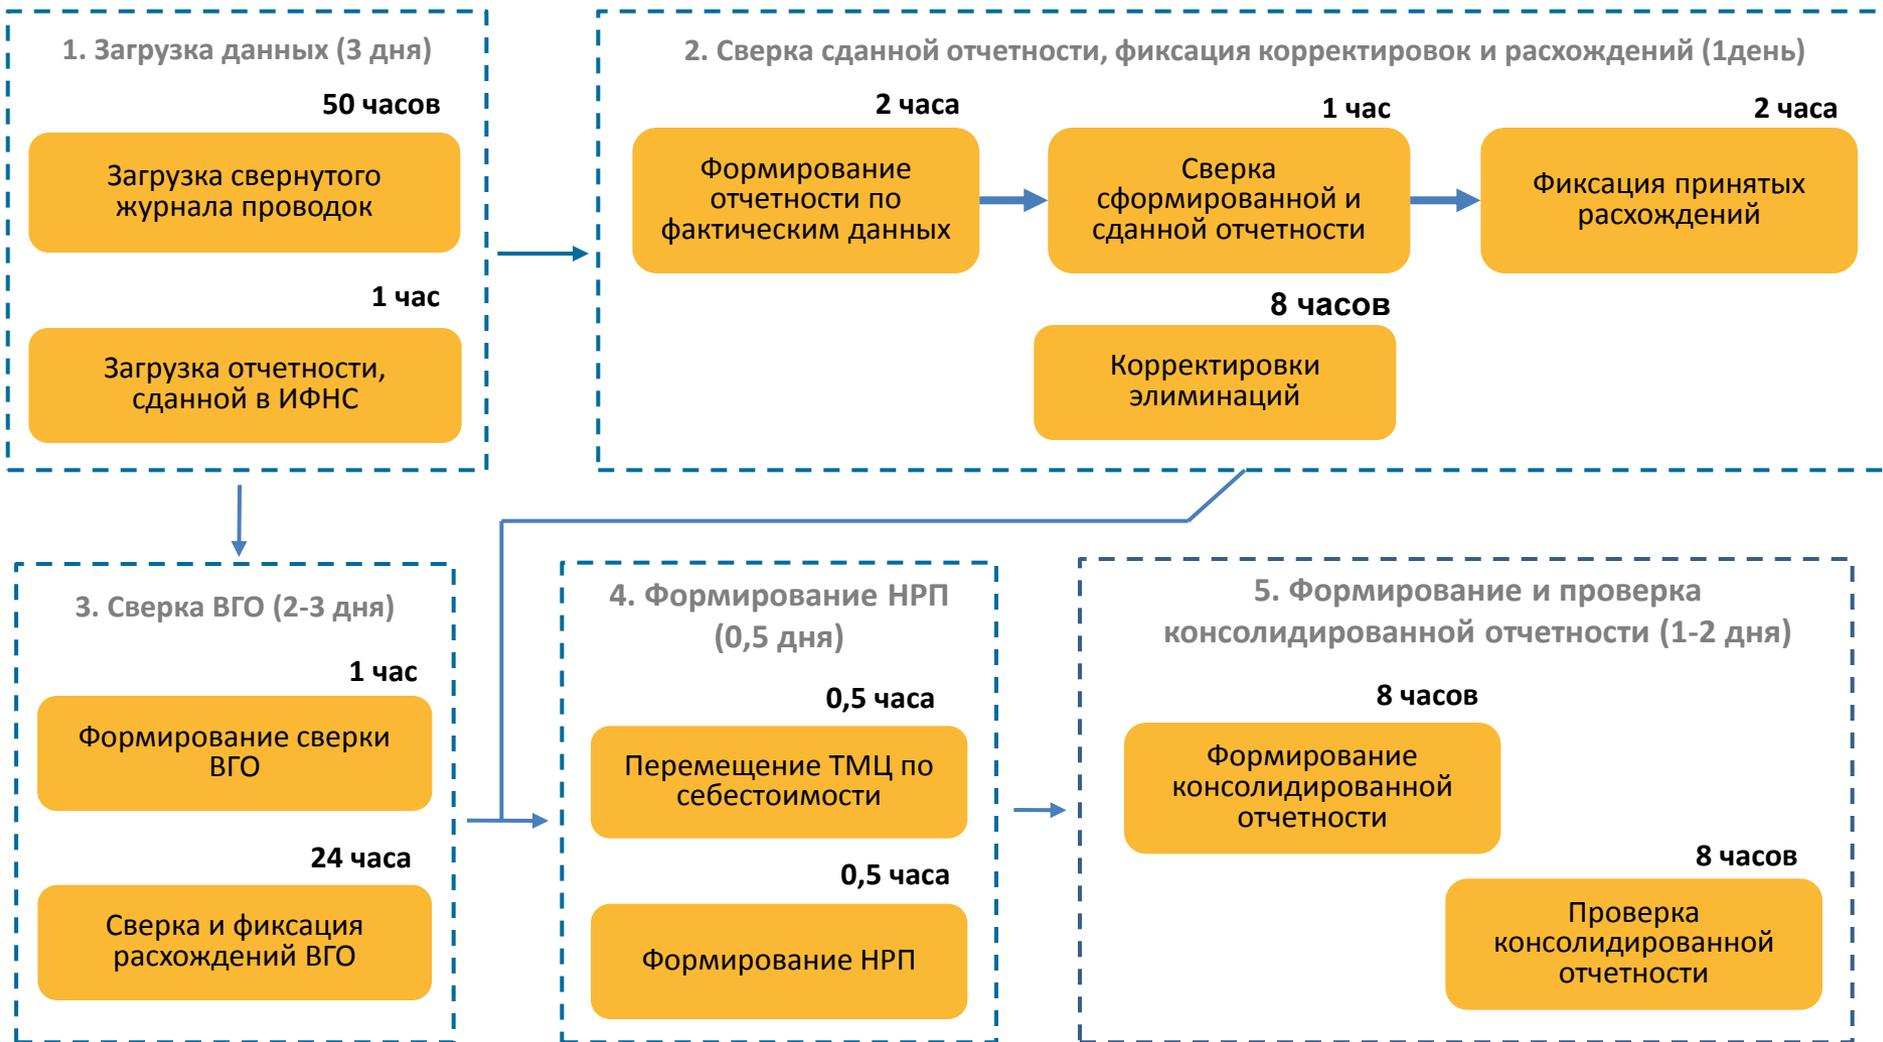 1. Загрузка данных (3 дня)
50 часов
Загрузка свернутого
журнала проводок
1 час
Загрузка отчетности,
сданной в ИФНС
2. Сверка сданной отчетности, фиксация корректировок и расхождений (1день)
2 часа
Формирование
отчетности по
фактическим данных
1 час
Сверка
сформированной и
сданной отчетности
2 часа
Фиксация принятых
расхождений
8 часов
Корректировки
элиминаций
3. Сверка ВГО (2-3 дня)
1 час
Формирование сверки
ВГО
24 часа
Сверка и фиксация
расхождений ВГО
4. Формирование НРП
(0,5 дня)
0,5 часа
Перемещение ТМЦ по
себестоимости
0,5 часа
Формирование НРП
5. Формирование и проверка
консолидированной отчетности (1-2 дня)
8 часов
Формирование
консолидированной
отчетности
8 часов
Проверка
консолидированной
отчетности